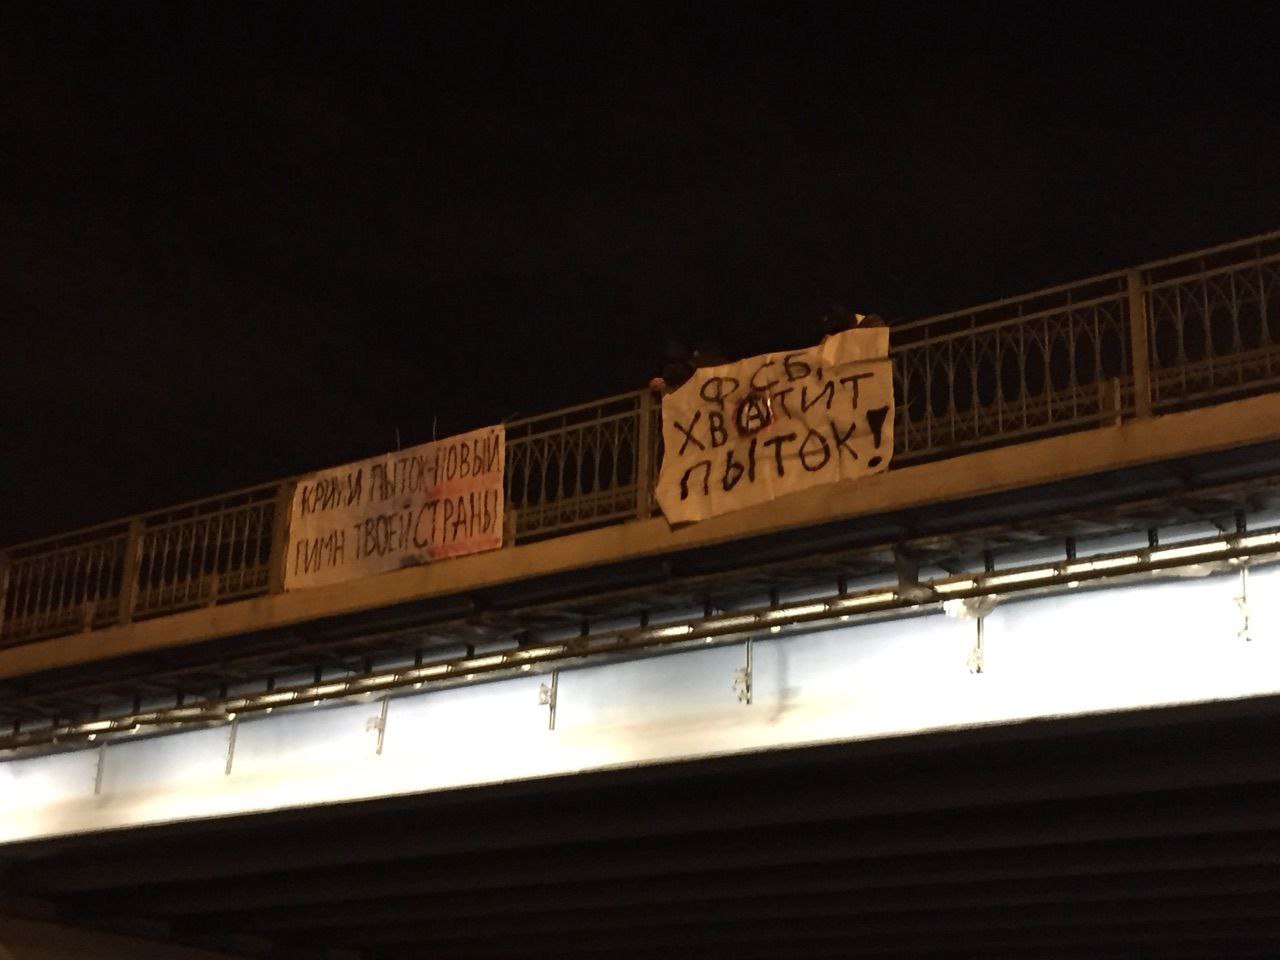 КРИКИ ПЫТОК-НОВЫЙ
ГИМН ТВОЕЙ СТРАНЫ
ФСБ,
ХВАТИТ
ПЫТОК!